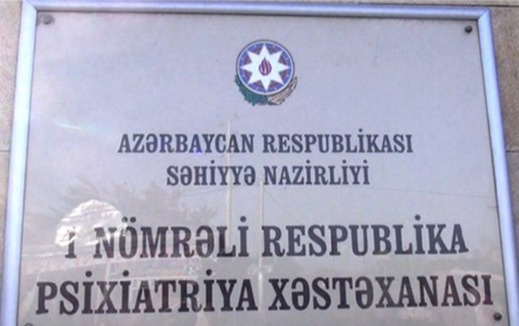 AZƏRBAYCAN RESPUBLİKASI
SƏHİYYƏ NAZİRLİYİ
1 NÖMRƏLİ RESPUBLİKA
PSİXİATRİYA XƏSTƏXANASI